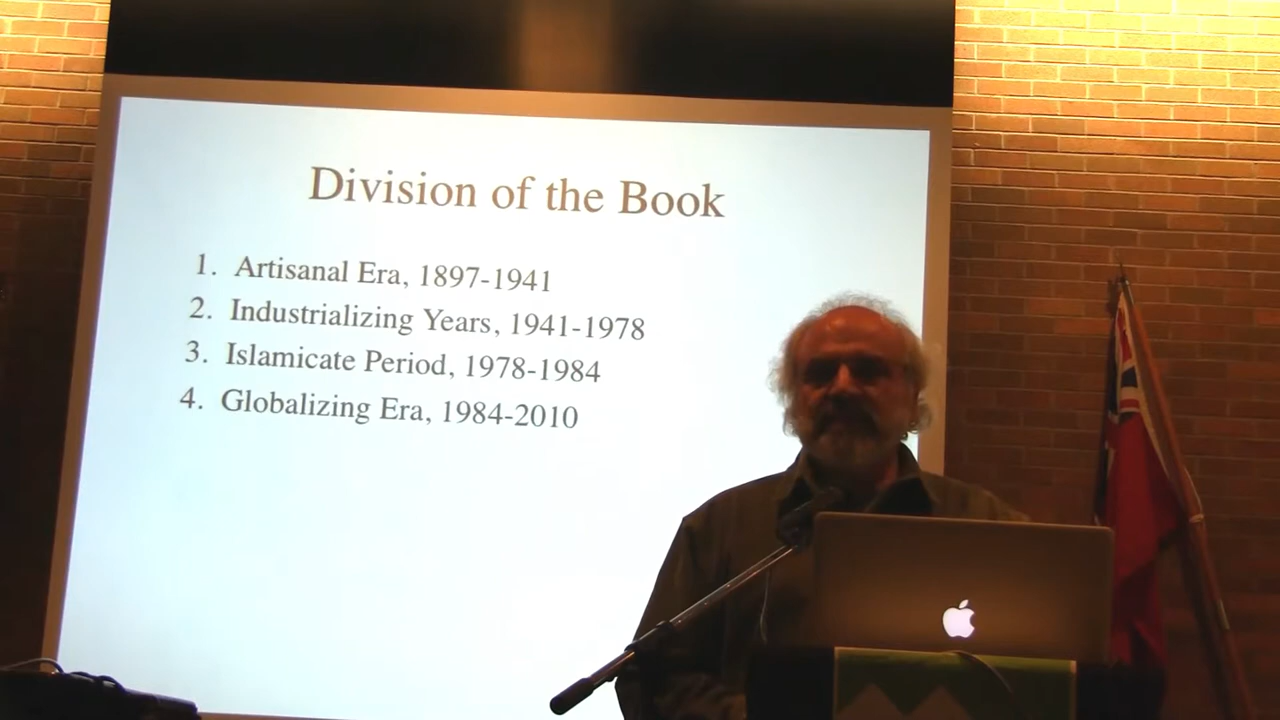 Division of the Book
1. Artisanal Era, 1897-1941
2. Industrializing Years, 1941-1978
3. Islamicate Period, 1978-1984
4. Globalizing Era, 1984-2010